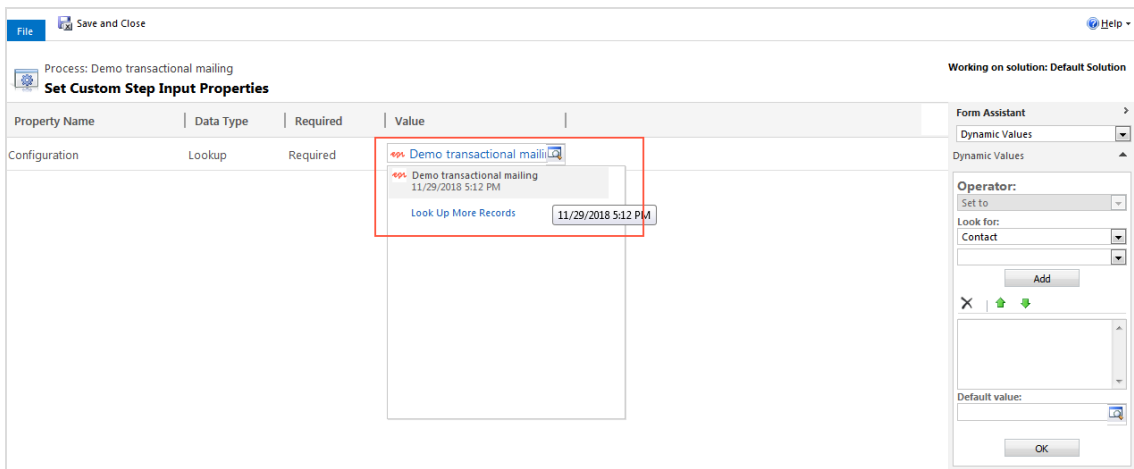 File
Save and Close
Help
Process: Demo transactional mailing
Set Custom Step Input Properties
Working on solution: Default Solution
Property Name Data Type Required Value
Configuration Lookup Required Demo transactional mailin
Demo transactional mailing
11/29/2018 5:12 PM
Look Up More Records
11/29/2018 5:12 PM
Form Assistant
Dynamic Values
Dynamic Values
Operator:
Set to
Look for:
Contact
Add
Default value:
OK